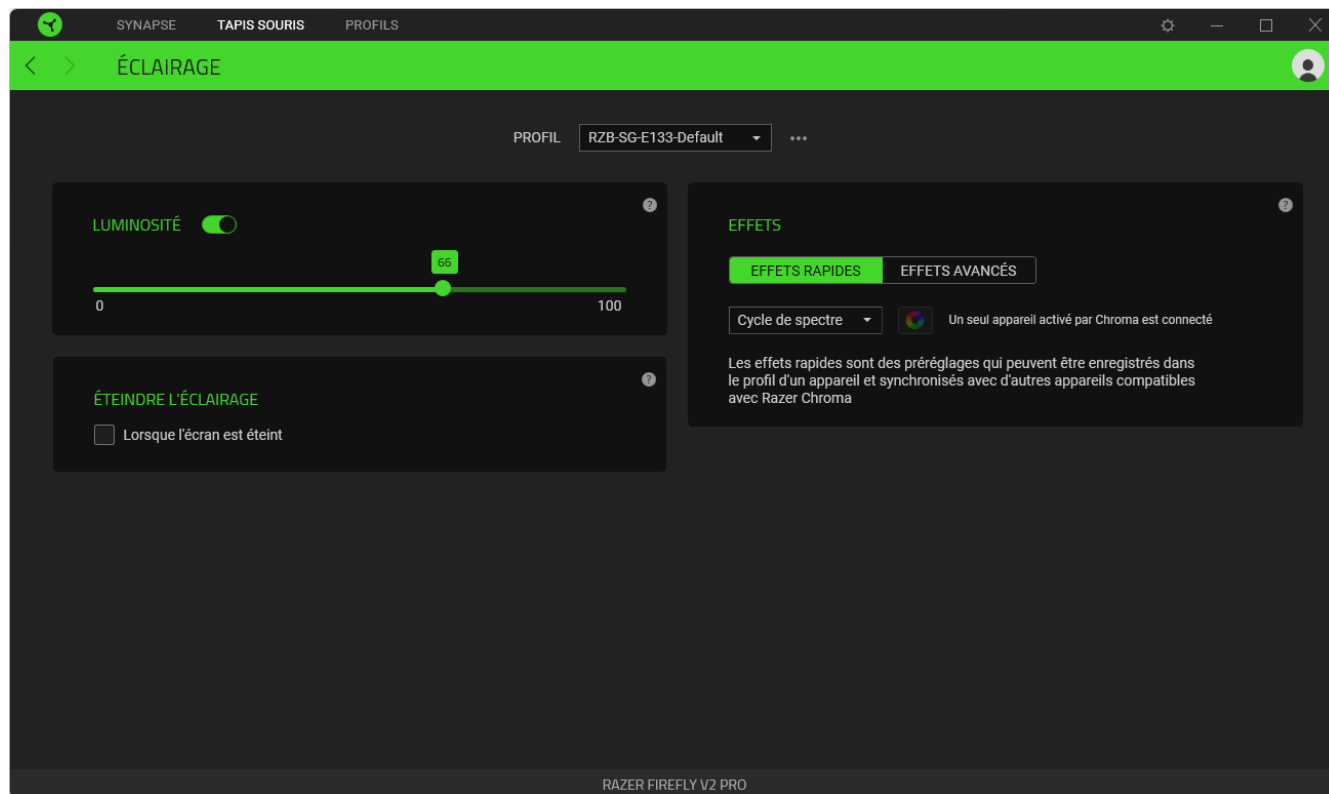 SYNAPSE TAPIS SOURIS PROFILS
ÉCLAIRAGE
PROFIL RZB-SG-E133-Default
LUMINOSITÉ
66
0 100
ÉTEINDRE L'ÉCLAIRAGE
Lorsque l'écran est éteint
EFFETS
EFFETS RAPIDES EFFETS AVANCÉS
Cycle de spectre Un seul appareil activé par Chroma est connecté
Les effets rapides sont des préréglages qui peuvent être enregistrés dans
le profil d'un appareil et synchronisés avec d'autres appareils compatibles
avec Razer Chroma
RAZER FIREFLY V2 PRO